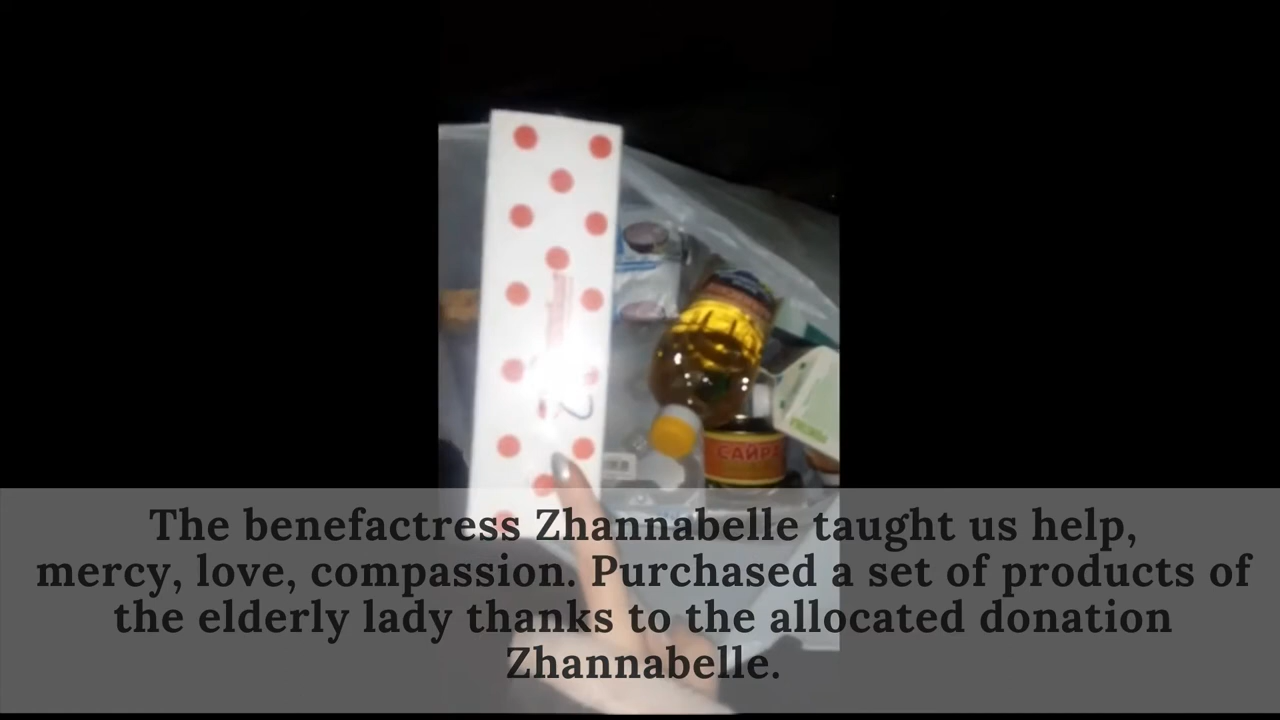 САЙРА
The benefactress Zhannabelle taught us help,
mercy, love, compassion. Purchased a set of products of
the elderly lady thanks to the allocated donation
Zhannabelle.